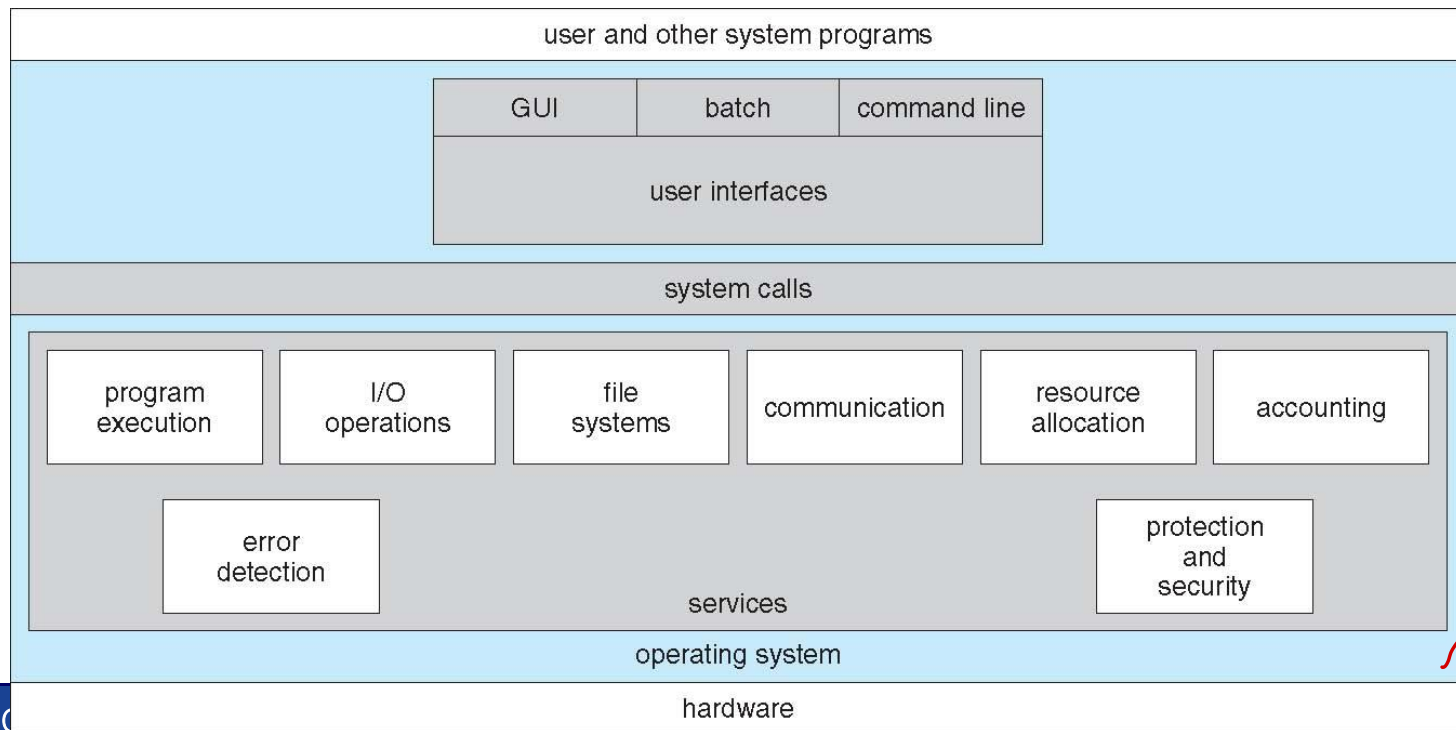 user and other system programs
GUI batch command line
user interfaces
system calls
program I/O file communication resource accounting
execution operations systems allocation
error protection
detection and
security
services
operating system
hardware